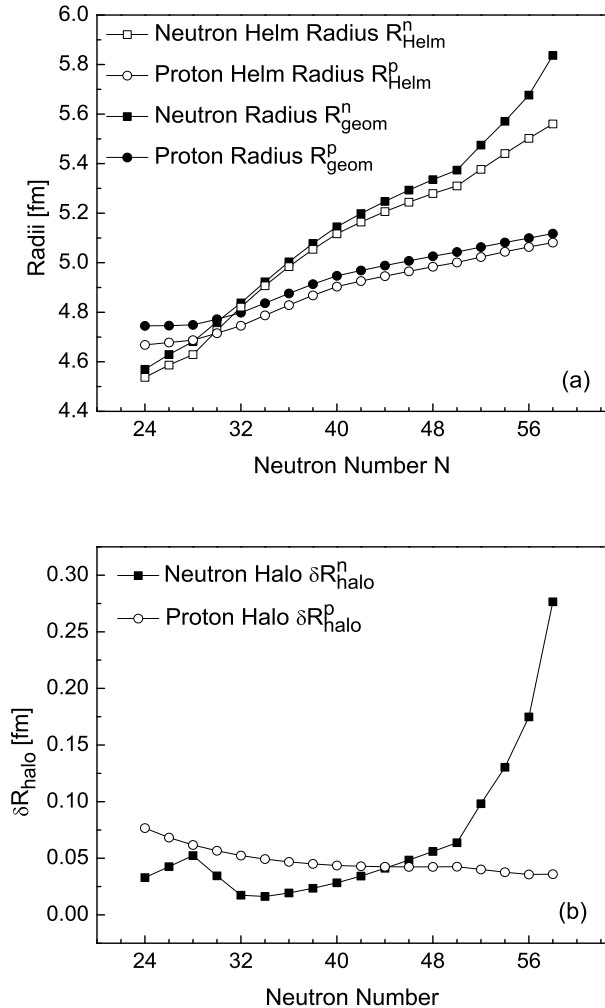 6.0
5.8
5.6
5.4
5.2
5.0
4.8
4.6
4.4
Radii [fm]
Neutron Helm Radius R^n_Helm
Proton Helm Radius R^p_Helm
Neutron Radius R^n_geom
Proton Radius R^p_geom
(a)
24 32 40 48 56
Neutron Number N
0.30
0.25
0.20
0.15
0.10
0.05
0.00
δR_halo [fm]
Neutron Halo δR^n_halo
Proton Halo δR^p_halo
(b)
24 32 40 48 56
Neutron Number